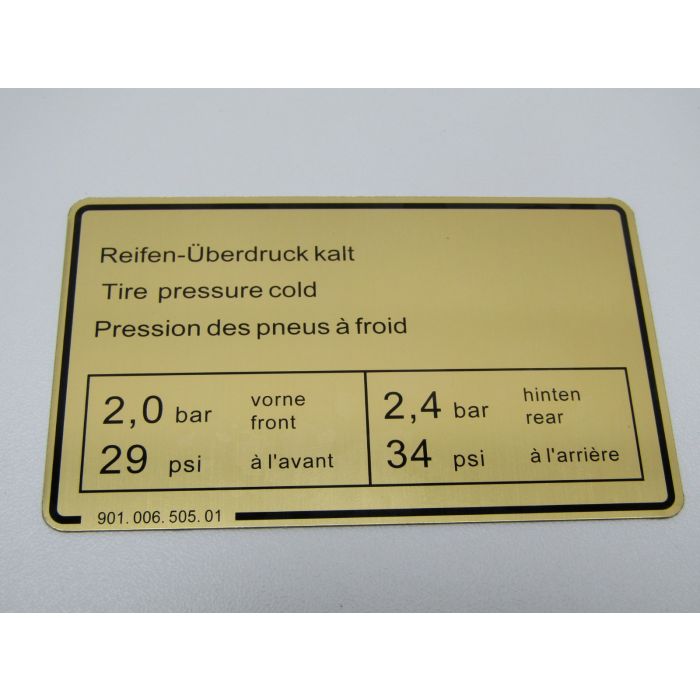 Reifen-Überdruck kalt
Tire pressure cold
Pression des pneus à froid
2,0 bar vorne front
29 psi à l'avant
2,4 bar hinten rear
34 psi à l'arrière
901.006.505.01